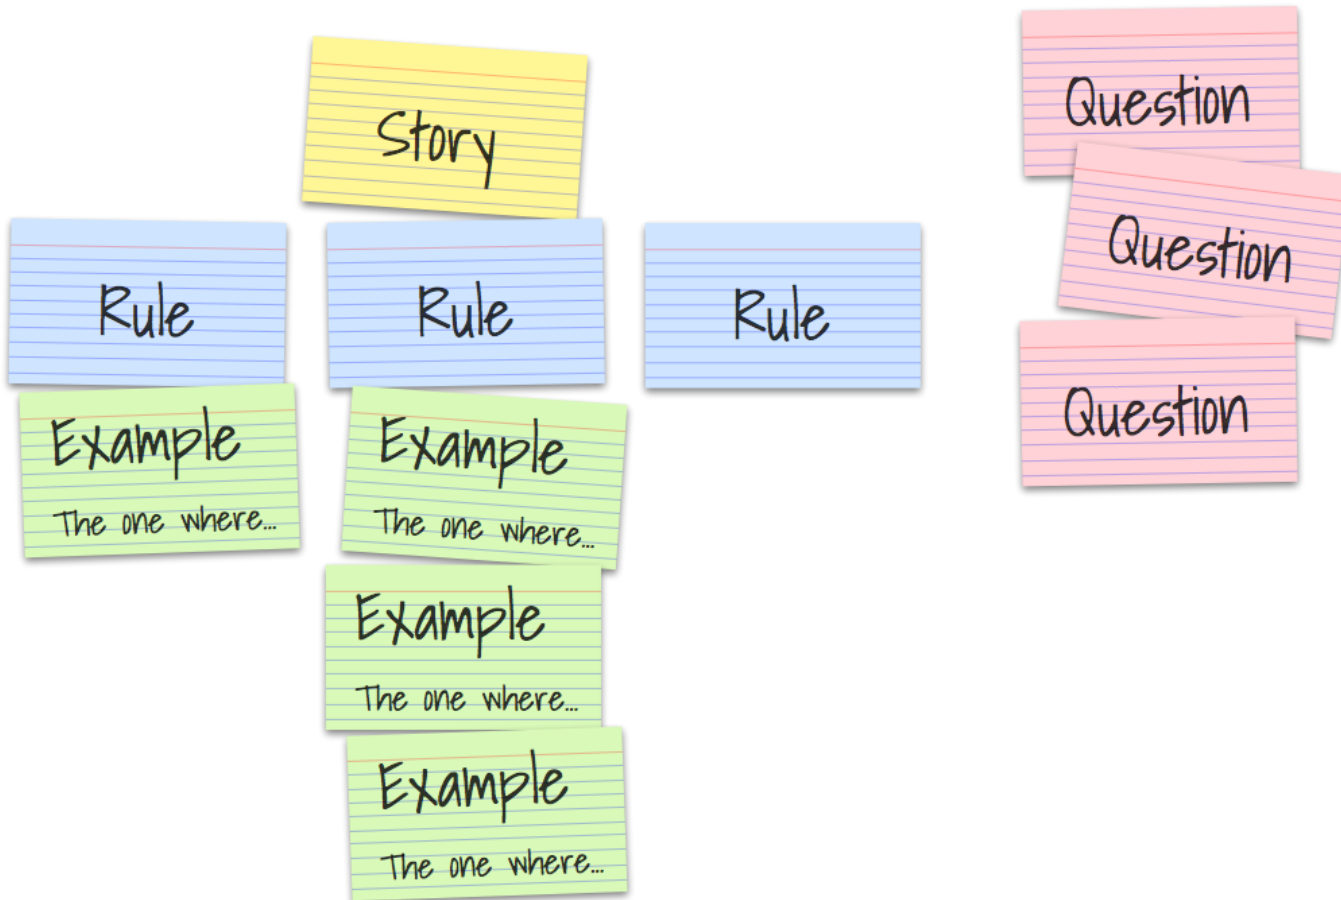 Story
Rule
Rule
Rule
Example
The one where...
Example
The one where...
Example
The one where...
Example
The one where...
Question
Question
Question